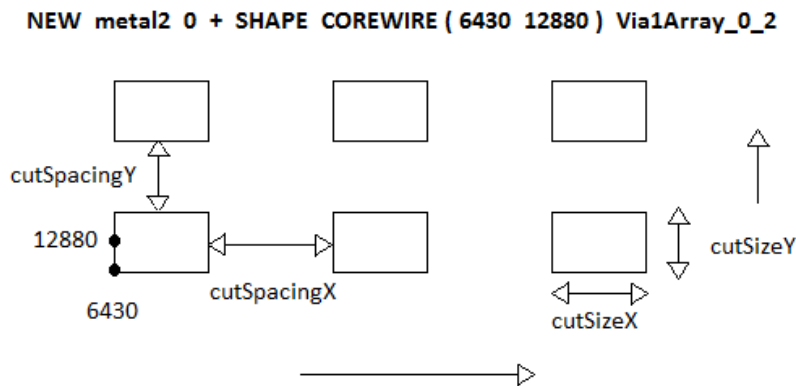 NEW metal2 0 + SHAPE COREWIRE ( 6430 12880 ) Via1Array_0_2
cutSpacingY
12880
cutSpacingX
cutSizeY
6430
cutSizeX